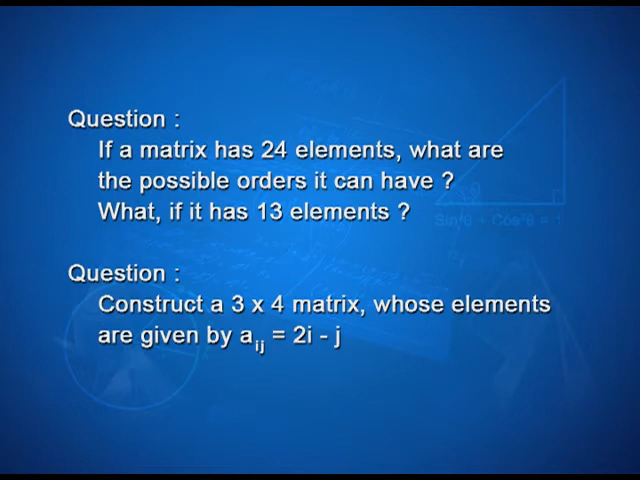 Question :
If a matrix has 24 elements, what are
the possible orders it can have ?
What, if it has 13 elements ?
Question :
Construct a 3 x 4 matrix, whose elements
are given by a_ij = 2i - j